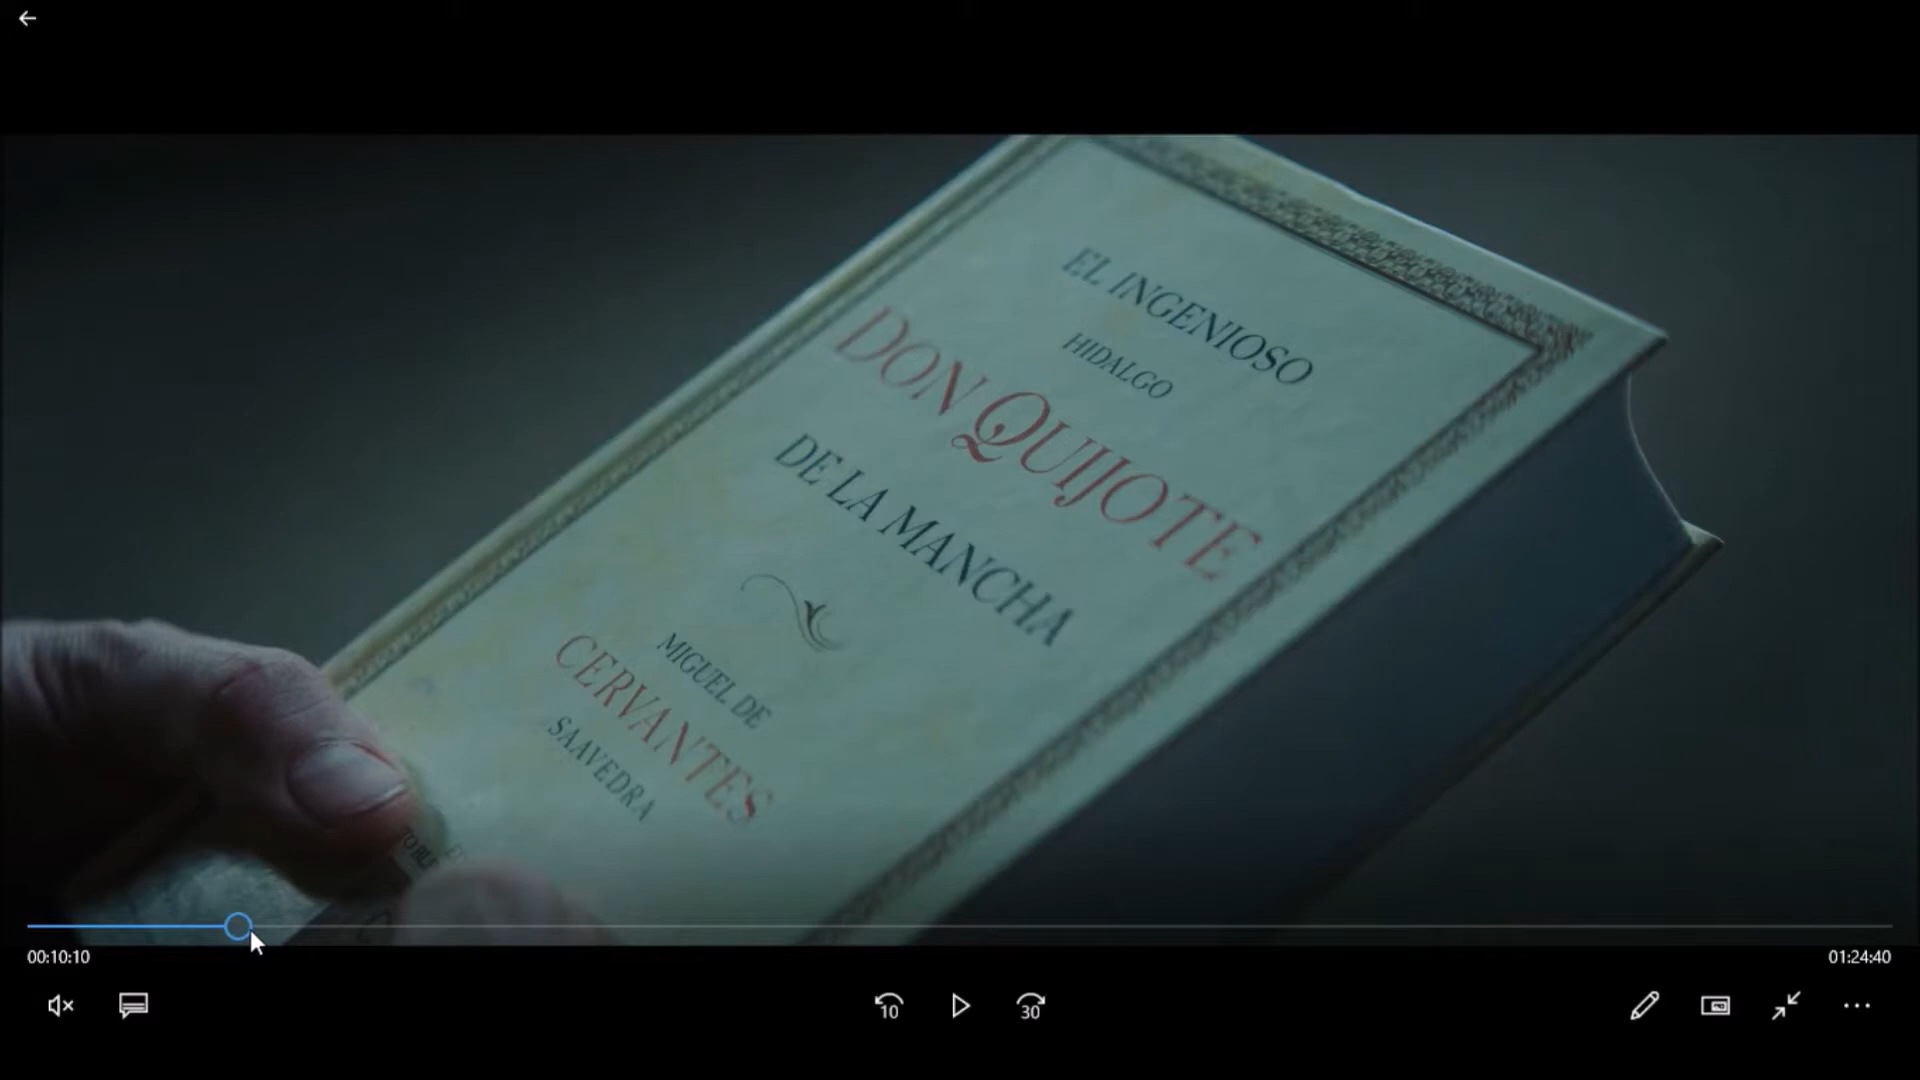 EL INGENIOSO
HIDALGO
DON QUIJOTE
DE LA MANCHA
MIGUEL DE
CERVANTES
SAAVEDRA
00:10:10
01:24:40
10
30